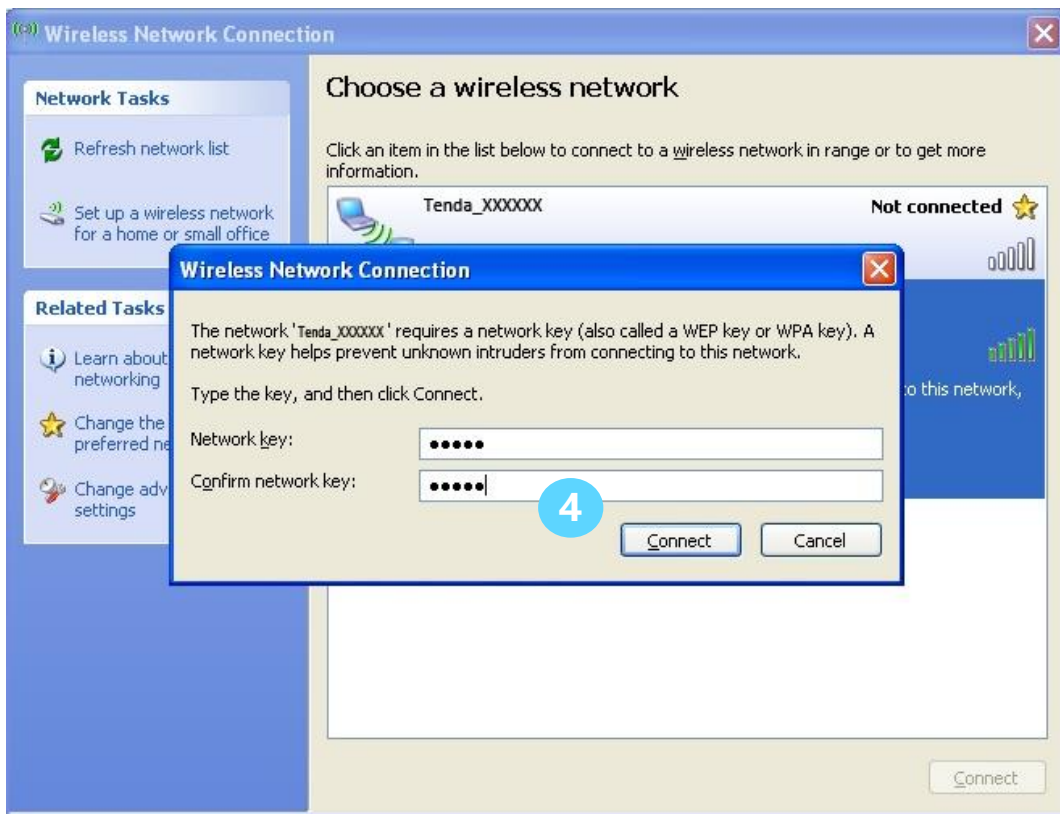 Wireless Network Connection
Network Tasks
Refresh network list
Set up a wireless network
for a home or small office
Related Tasks
Learn about
networking
Change the
preferred ne
Change adv
settings
Choose a wireless network
Click an item in the list below to connect to a wireless network in range or to get more
information.
Tenda_XXXXXX
Not connected
to this network,
Wireless Network Connection
The network 'Tenda_XXXXXX' requires a network key (also called a WEP key or WPA key). A
network key helps prevent unknown intruders from connecting to this network.
Type the key, and then click Connect.
Network key: •••••
Confirm network key: •••••
4
Connect Cancel
Connect